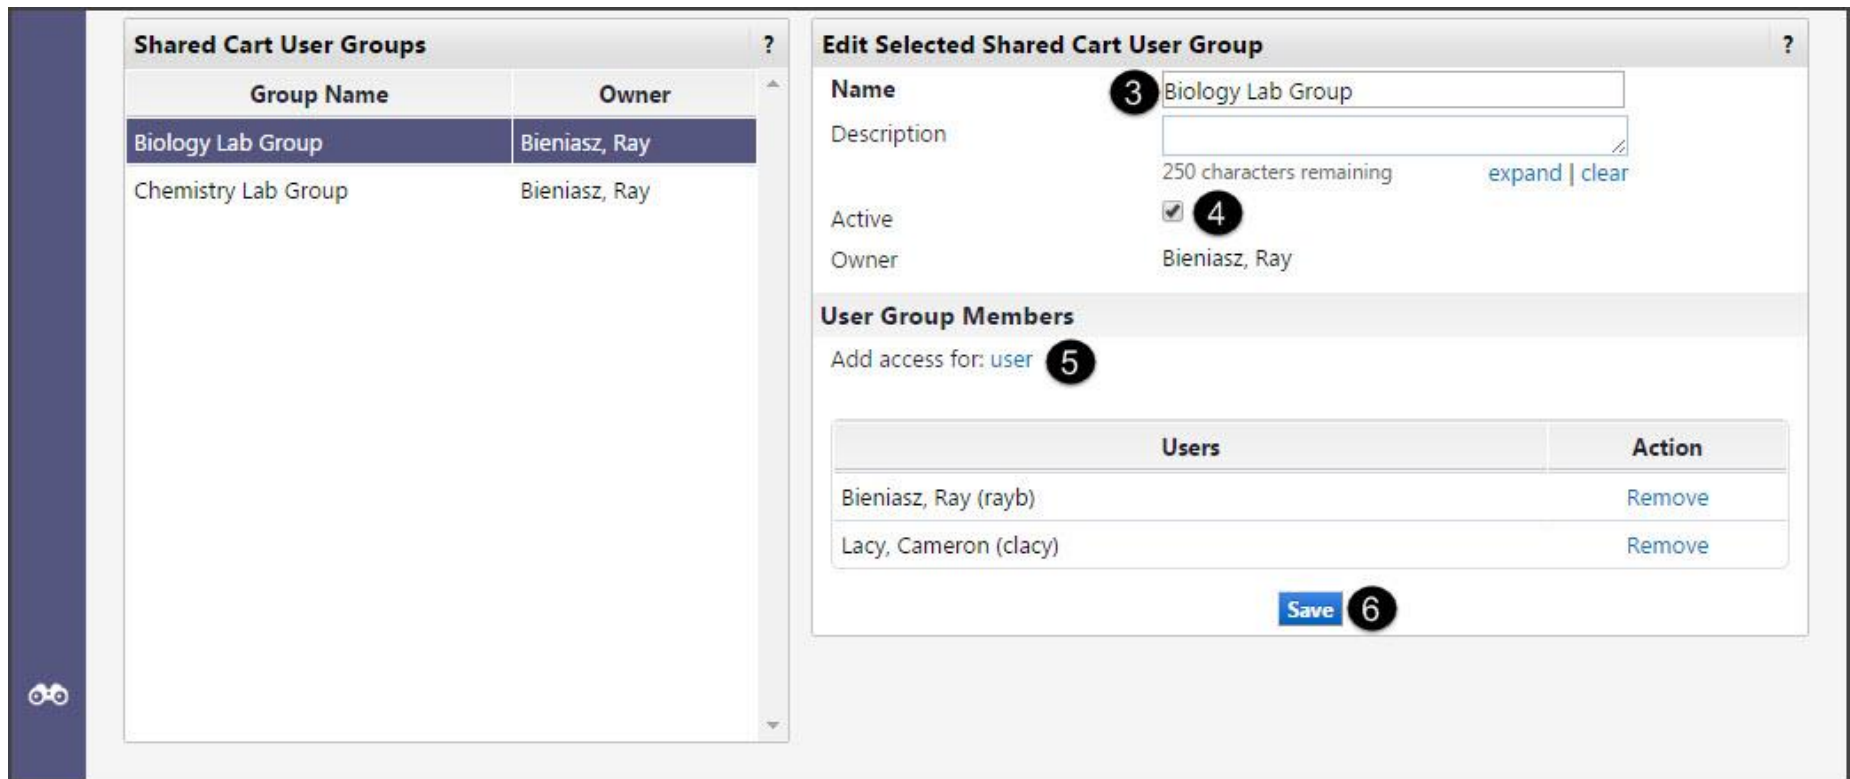 Shared Cart User Groups ?
Group Name Owner
Biology Lab Group Bieniasz, Ray
Chemistry Lab Group Bieniasz, Ray
Edit Selected Shared Cart User Group ?
Name 3 Biology Lab Group
Description
250 characters remaining expand | clear
Active 4
Owner Bieniasz, Ray
User Group Members
Add access for: user 5
Users Action
Bieniasz, Ray (rayb) Remove
Lacy, Cameron (clacy) Remove
Save 6